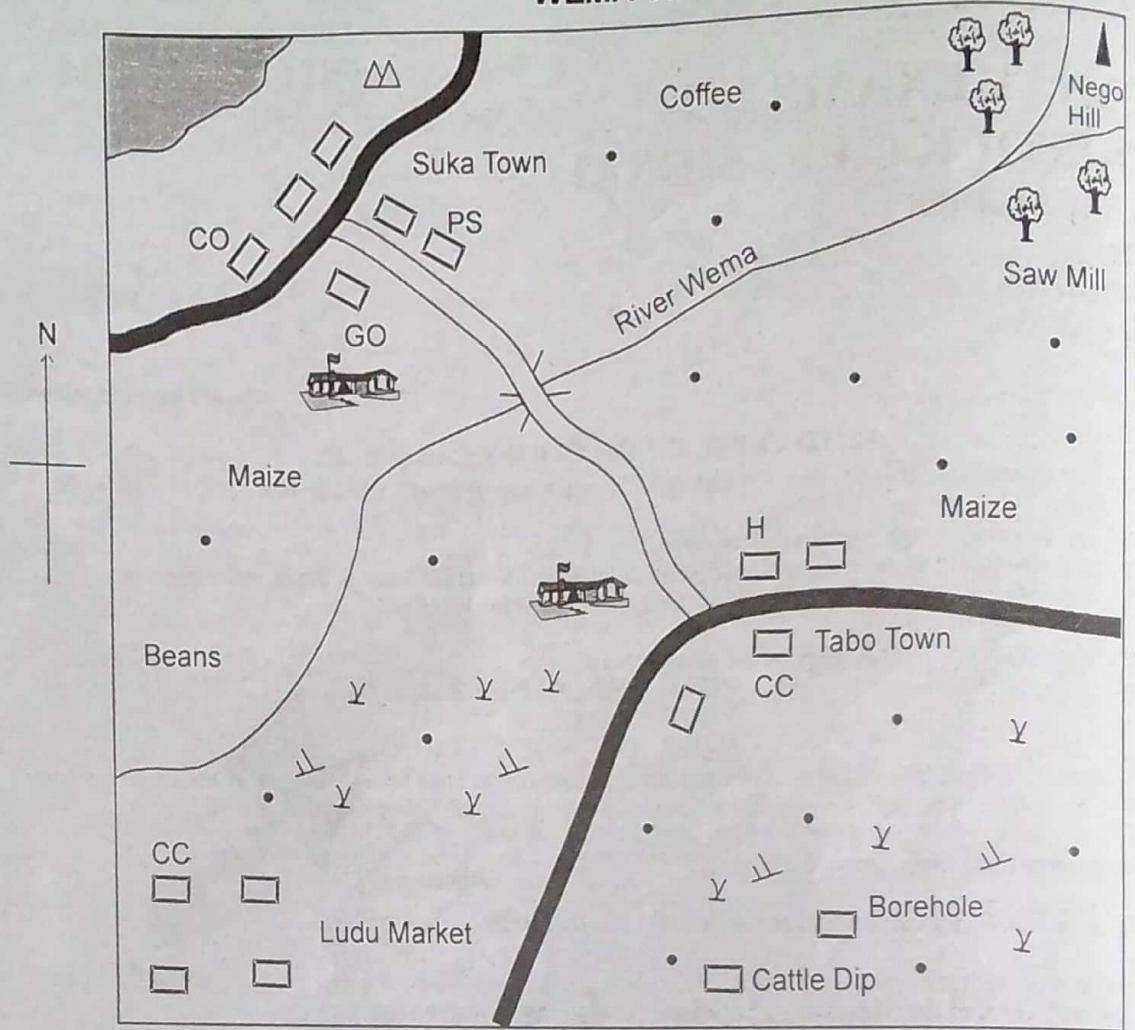 Coffee
Nego
Hill
Suka Town
PS
CO
River Wema
Saw Mill
N
GO
Maize
Maize
H
Beans
Tabo Town
CC
CC
Borehole
Ludu Market
Cattle Dip